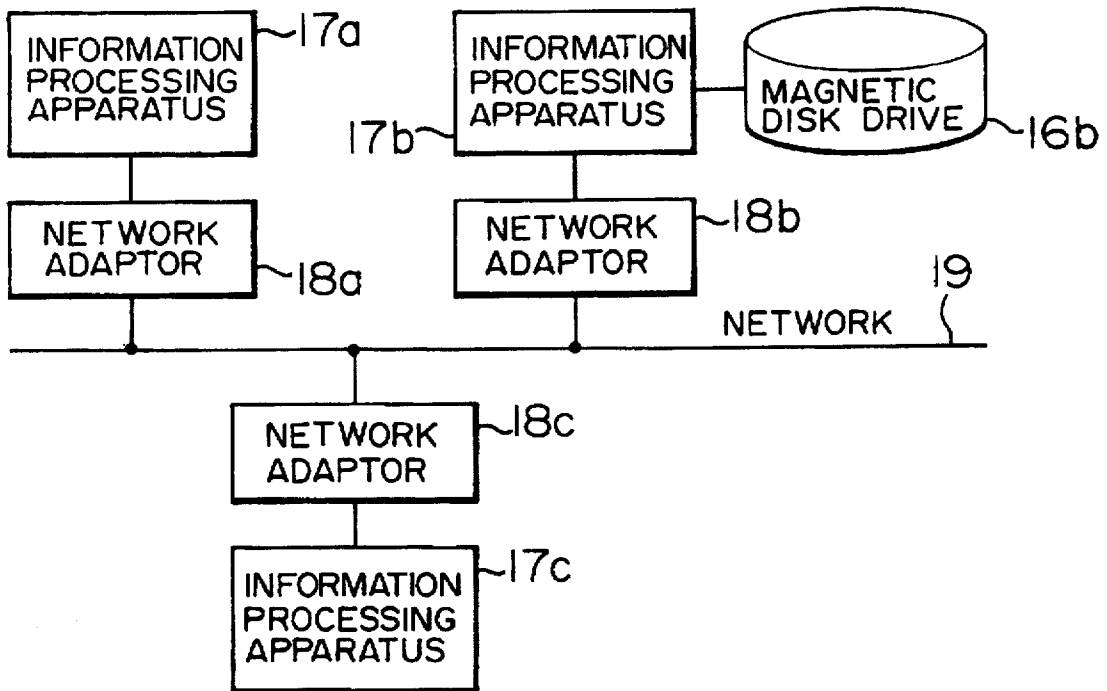 INFORMATION
PROCESSING
APPARATUS
17a
INFORMATION
PROCESSING
APPARATUS
17b
MAGNETIC
DISK DRIVE
16b
NETWORK
ADAPTOR
18a
NETWORK
ADAPTOR
18b
NETWORK
19
NETWORK
ADAPTOR
18c
INFORMATION
PROCESSING
APPARATUS
17c